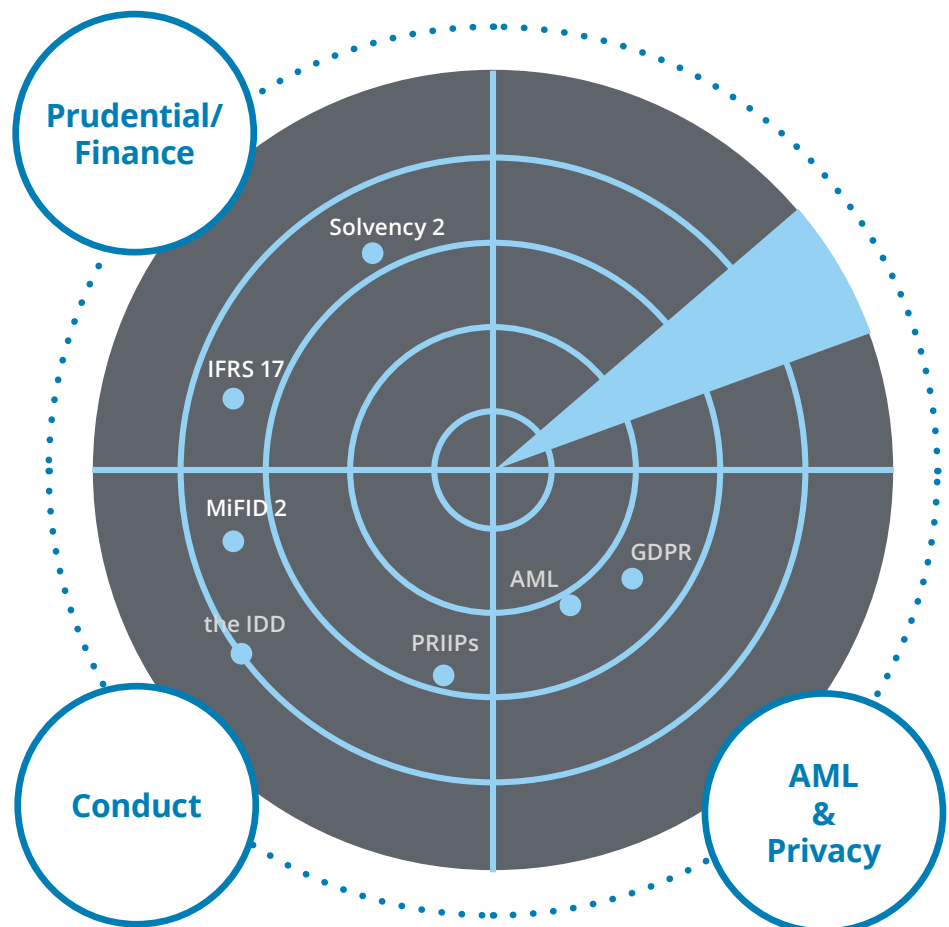 Prudential/
Finance
Solvency 2
IFRS 17
MiFID 2
the IDD
PRIIPs
AML
GDPR
Conduct
AML
&
Privacy